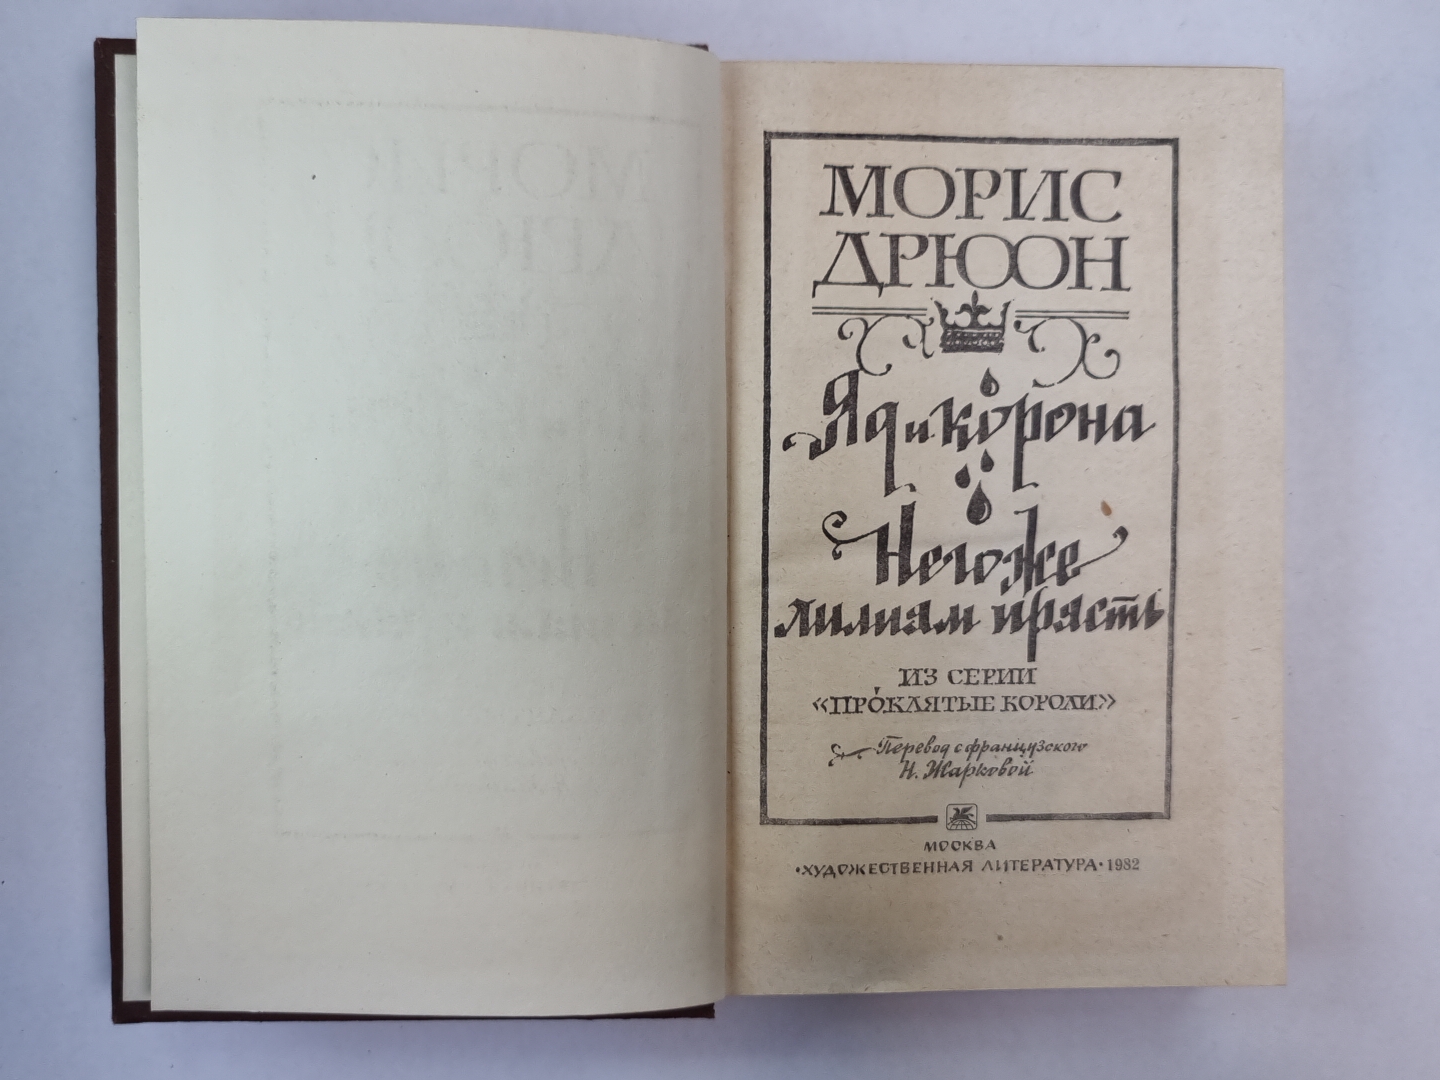 МОРИС
ДРЮОН
Яд и корона
Негоже
лилиям прясть
ИЗ СЕРИИ
«ПРОКЛЯТЫЕ КОРОЛИ»
Перевод с французского
Н. Жарковой
МОСКВА
·ХУДОЖЕСТВЕННАЯ ЛИТЕРАТУРА·1982